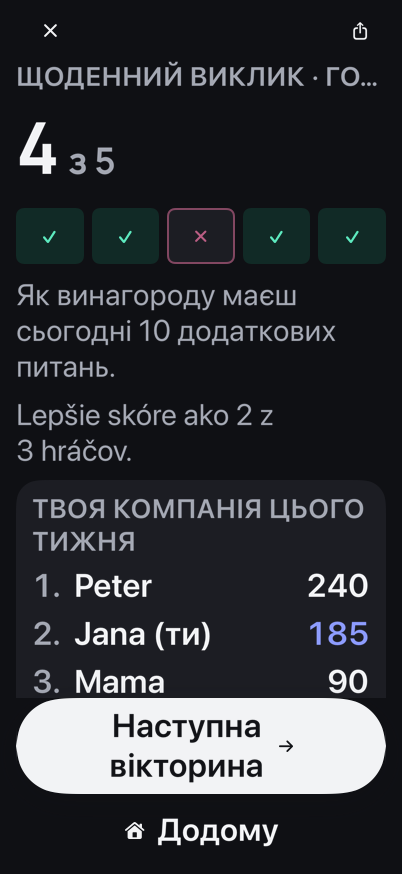 ЩОДЕННИЙ ВИКЛИК · ГО...
4 з 5
Як винагороду маєш
сьогодні 10 додаткових
питань.
Lepšie skóre ako 2 z
3 hráčov.
ТВОЯ КОМПАНІЯ ЦЬОГО
ТИЖНЯ
1. Peter 240
2. Jana (ти) 185
3. Mama 90
Наступна
вікторина →
Додому